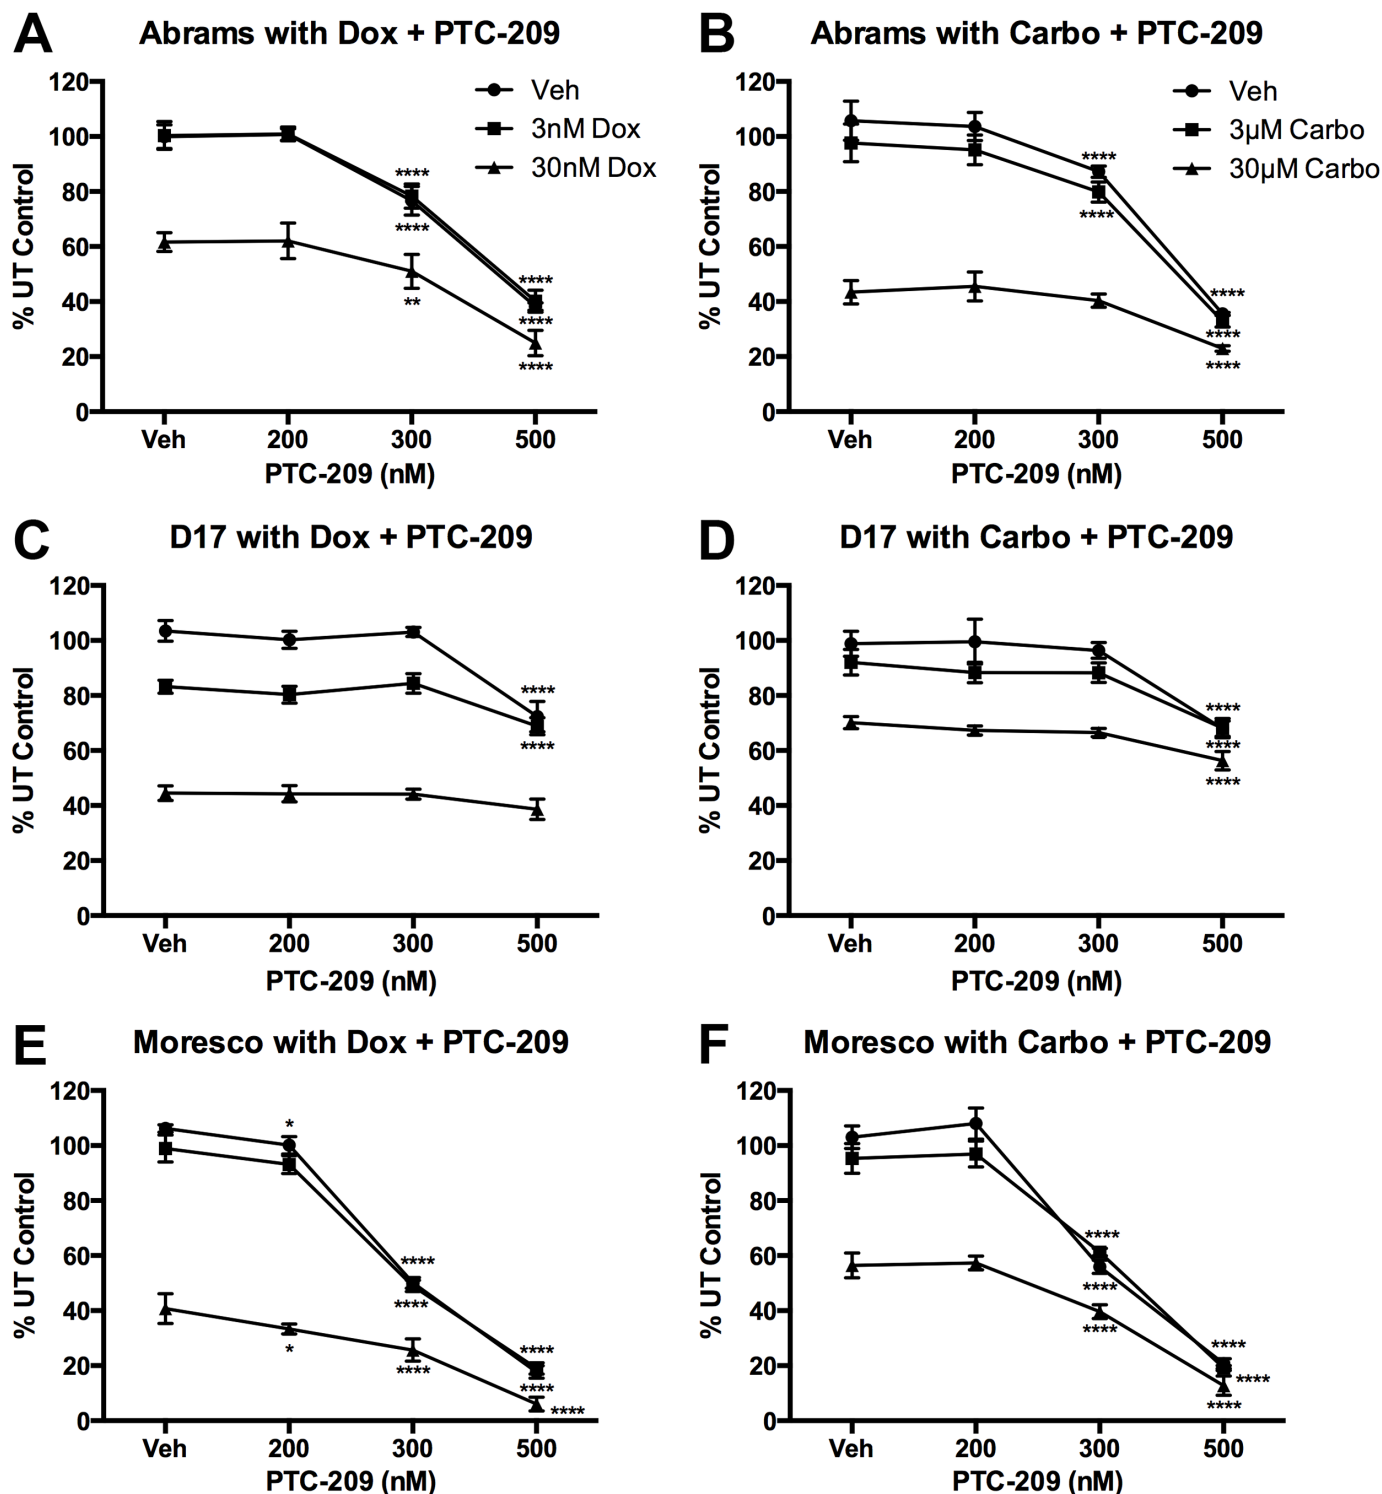 A Abrams with Dox + PTC-209
% UT Control
120
100
80
60
40
20
0
Veh
3nM Dox
30nM Dox
****
****
**
****
****
****
Veh 200 300 500
PTC-209 (nM)
B Abrams with Carbo + PTC-209
% UT Control
120
100
80
60
40
20
0
Veh
3µM Carbo
30µM Carbo
****
****
****
****
****
Veh 200 300 500
PTC-209 (nM)
C D17 with Dox + PTC-209
% UT Control
120
100
80
60
40
20
0
****
****
Veh 200 300 500
PTC-209 (nM)
D D17 with Carbo + PTC-209
% UT Control
120
100
80
60
40
20
0
****
****
****
Veh 200 300 500
PTC-209 (nM)
E Moresco with Dox + PTC-209
% UT Control
120
100
80
60
40
20
0
*
*
****
****
****
****
****
****
Veh 200 300 500
PTC-209 (nM)
F Moresco with Carbo + PTC-209
% UT Control
120
100
80
60
40
20
0
****
****
****
****
****
****
Veh 200 300 500
PTC-209 (nM)